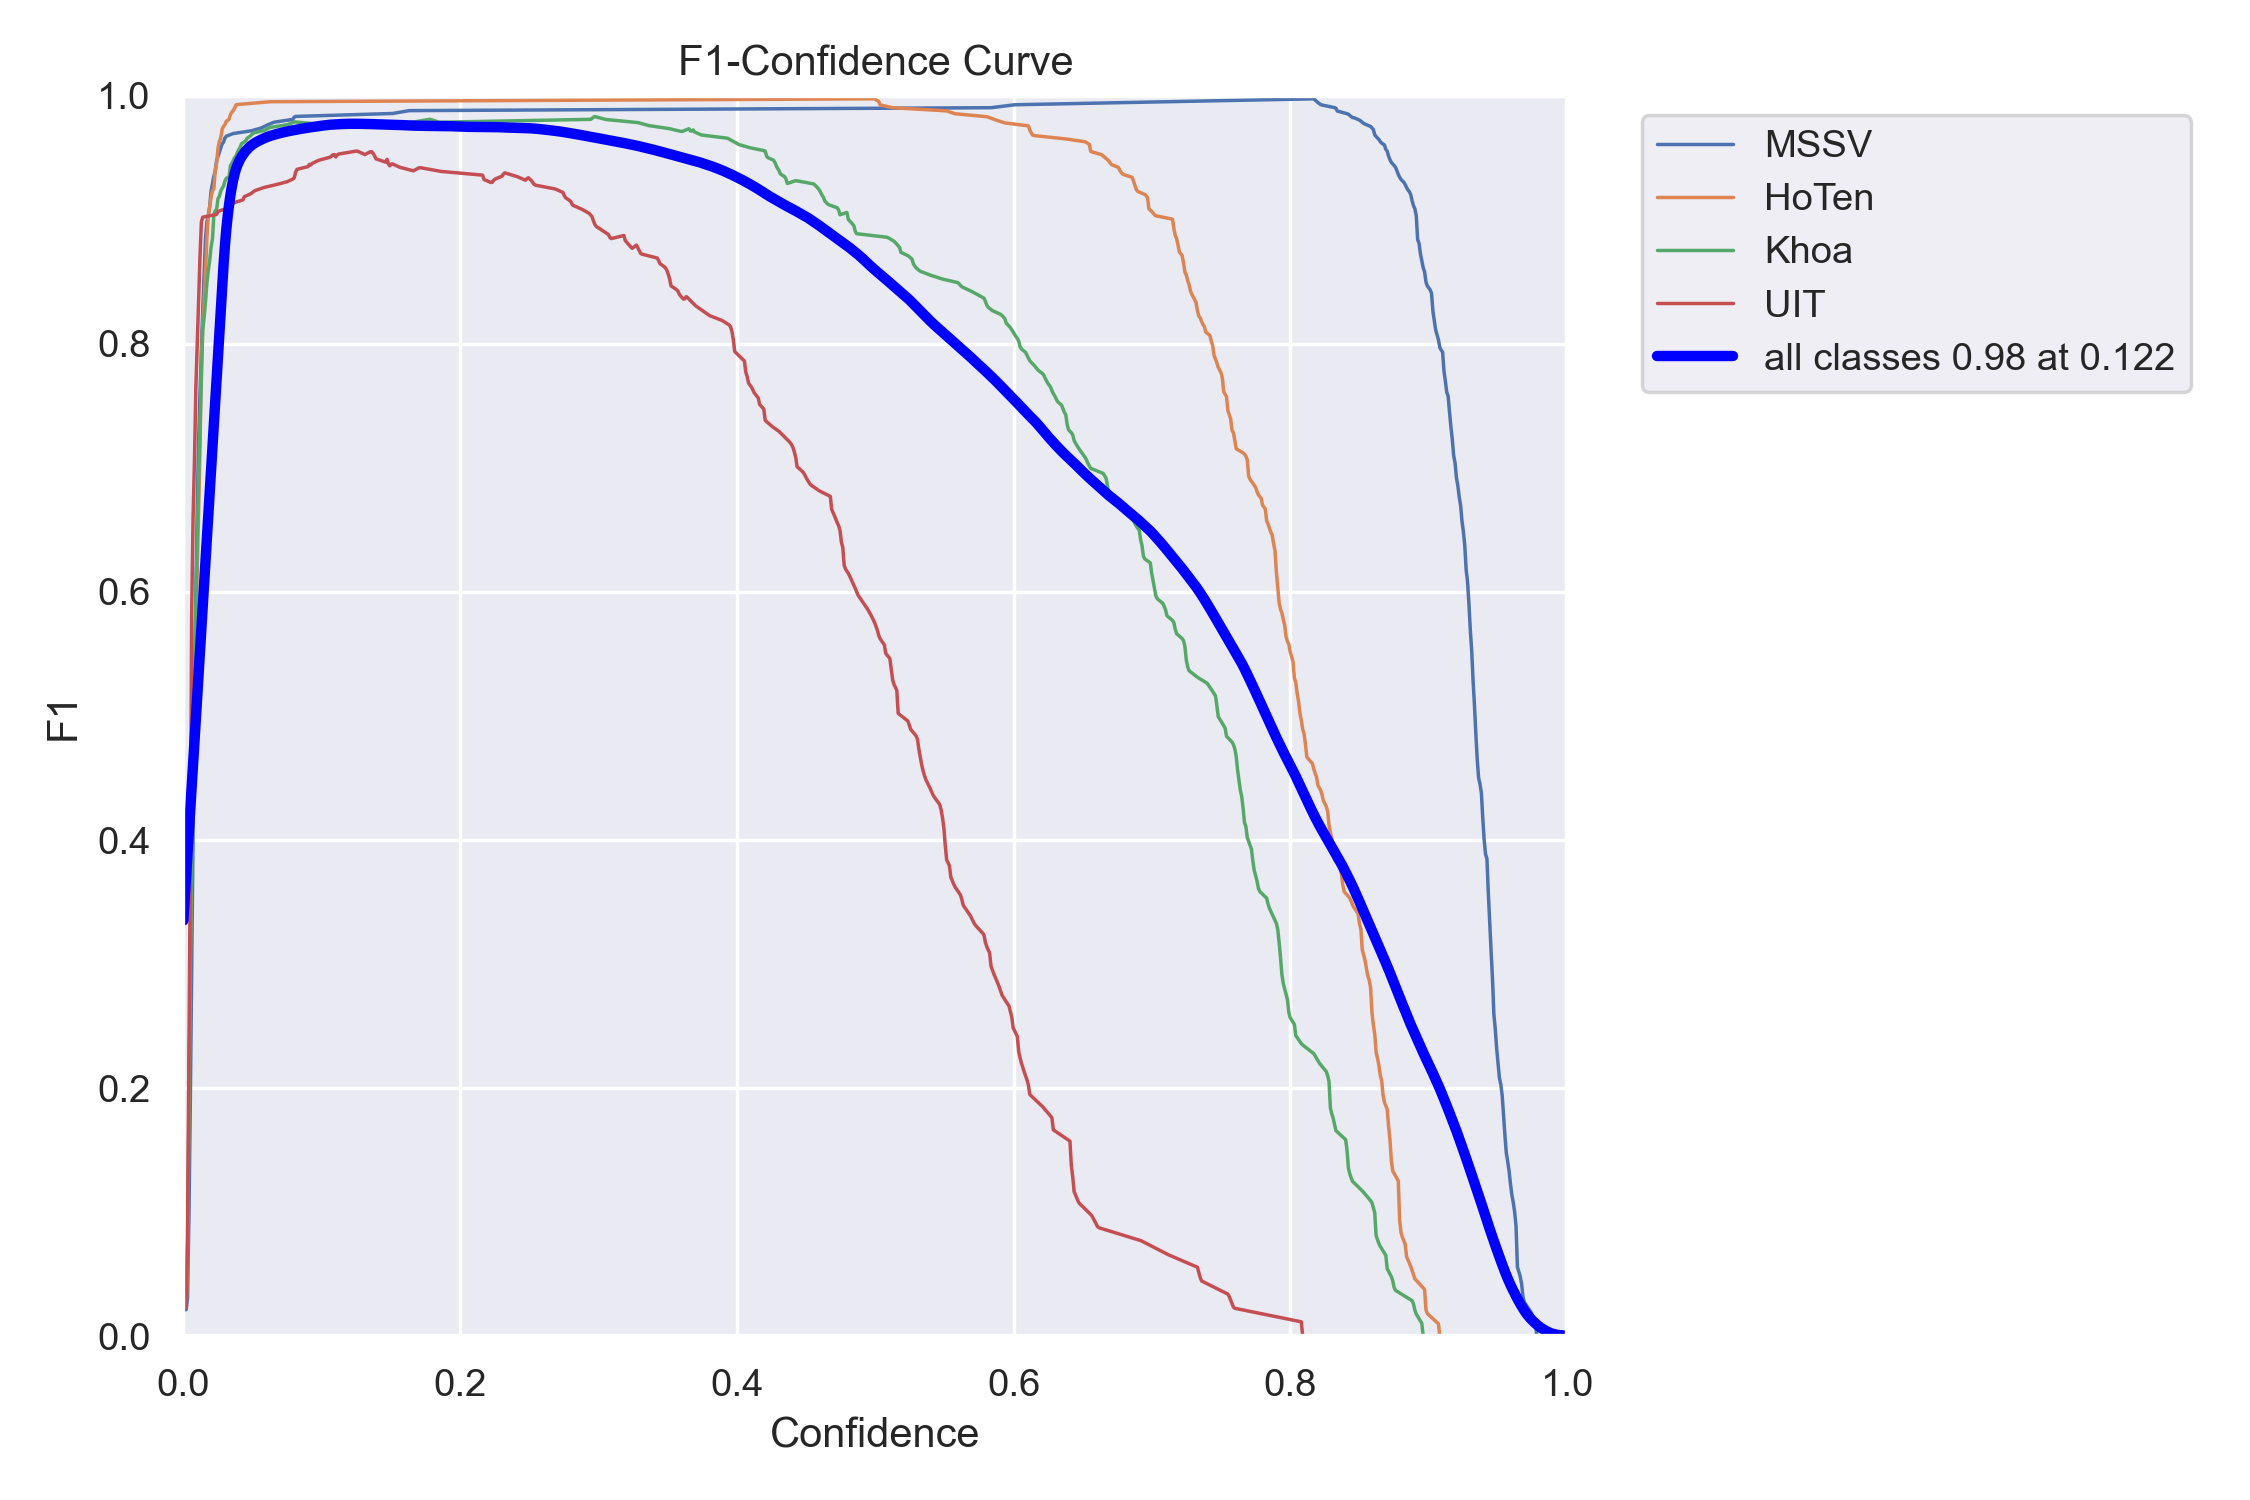 F1-Confidence Curve
1.0
0.8
0.6
0.4
0.2
0.0
F1
0.0 0.2 0.4 0.6 0.8 1.0
Confidence
MSSV
HoTen
Khoa
UIT
all classes 0.98 at 0.122